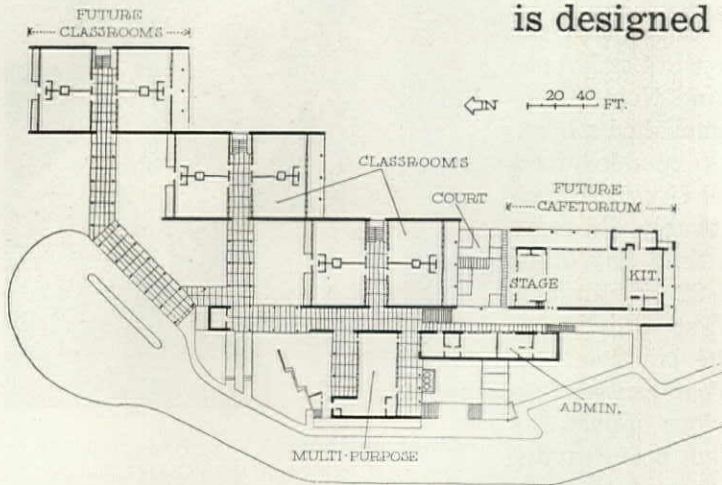 is designed
FUTURE
CLASSROOMS
N
20 40 FT.
CLASSROOMS
COURT
FUTURE
CAFETORIUM
STAGE
KIT.
ADMIN.
MULTI-PURPOSE